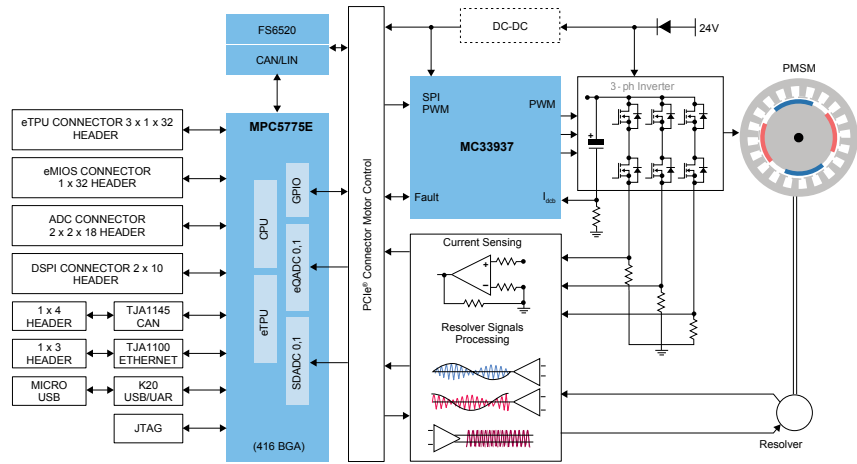 FS6520
CAN/LIN
DC-DC
24V
eTPU CONNECTOR 3 x 1 x 32
HEADER
eMIOS CONNECTOR
1 x 32 HEADER
ADC CONNECTOR
2 x 2 x 18 HEADER
DSPI CONNECTOR 2 x 10
HEADER
1 x 4
HEADER
TJA1145
CAN
1 x 3
HEADER
TJA1100
ETHERNET
MICRO
USB
K20
USB/UAR
JTAG
MPC5775E
CPU
eTPU
GPIO
eQADC 0,1
SDADC 0,1
(416 BGA)
PCIe® Connector Motor Control
SPI
PWM
PWM
MC33937
Fault
Idcb
3-ph Inverter
+
PMSM
Current Sensing
+
–
Resolver Signals
Processing
Resolver